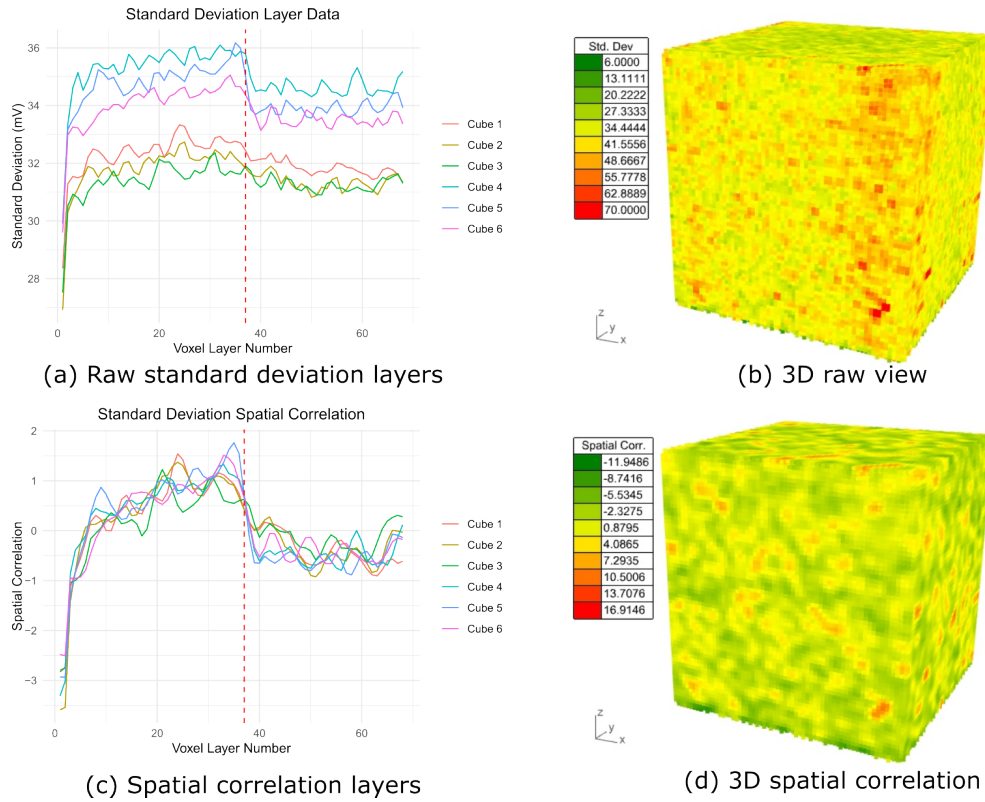 Standard Deviation Layer Data
Standard Deviation (mV)
36
34
32
30
28
0
20
40
60
Voxel Layer Number
Cube 1
Cube 2
Cube 3
Cube 4
Cube 5
Cube 6
(a) Raw standard deviation layers
Std. Dev
6.0000
13.1111
20.2222
27.3333
34.4444
41.5556
48.6667
55.7778
62.8889
70.0000
z
y
x
(b) 3D raw view
Standard Deviation Spatial Correlation
Spatial Correlation
2
1
0
−1
−2
−3
0
20
40
60
Voxel Layer Number
Cube 1
Cube 2
Cube 3
Cube 4
Cube 5
Cube 6
(c) Spatial correlation layers
Spatial Corr.
-11.9486
-8.7416
-5.5345
-2.3275
0.8795
4.0865
7.2935
10.5006
13.7076
16.9146
z
y
x
(d) 3D spatial correlation